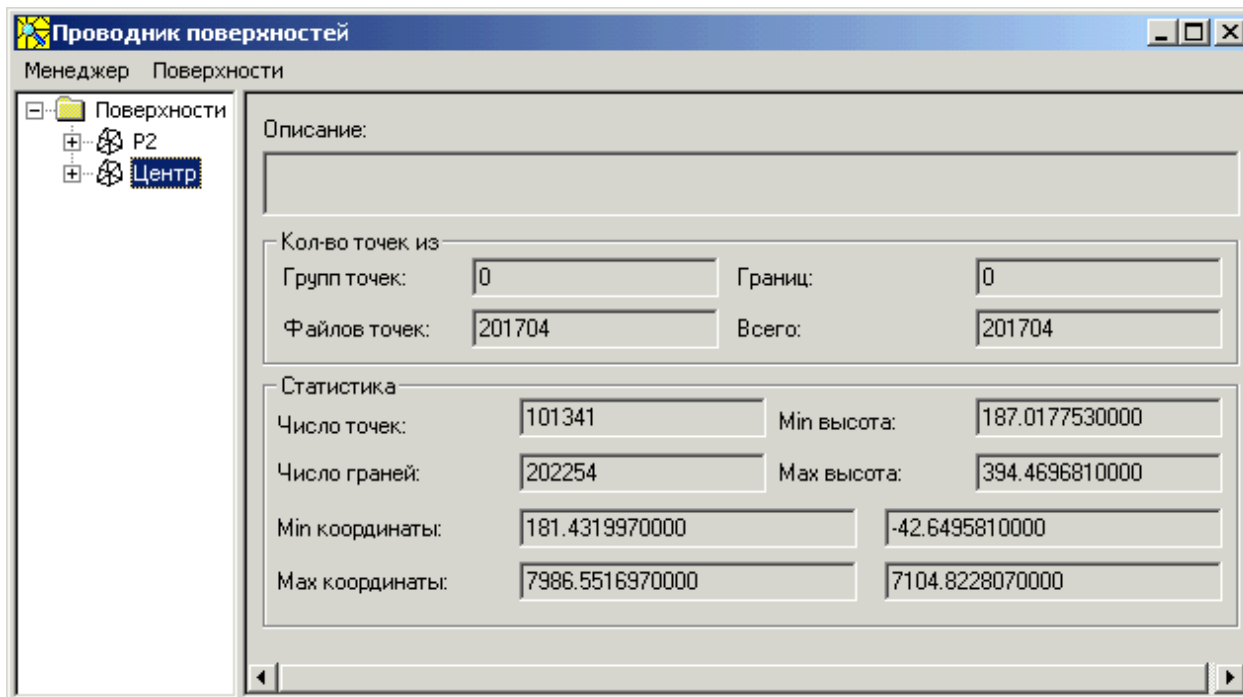 Проводник поверхностей
Менеджер Поверхности
Поверхности
P2
Центр
Описание:
Кол-во точек из
Групп точек: 0 Границ: 0
Файлов точек: 201704 Всего: 201704
Статистика
Число точек: 101341 Min высота: 187.0177530000
Число граней: 202254 Max высота: 394.4696810000
Min координаты: 181.4319970000 -42.6495810000
Max координаты: 7986.5516970000 7104.8228070000